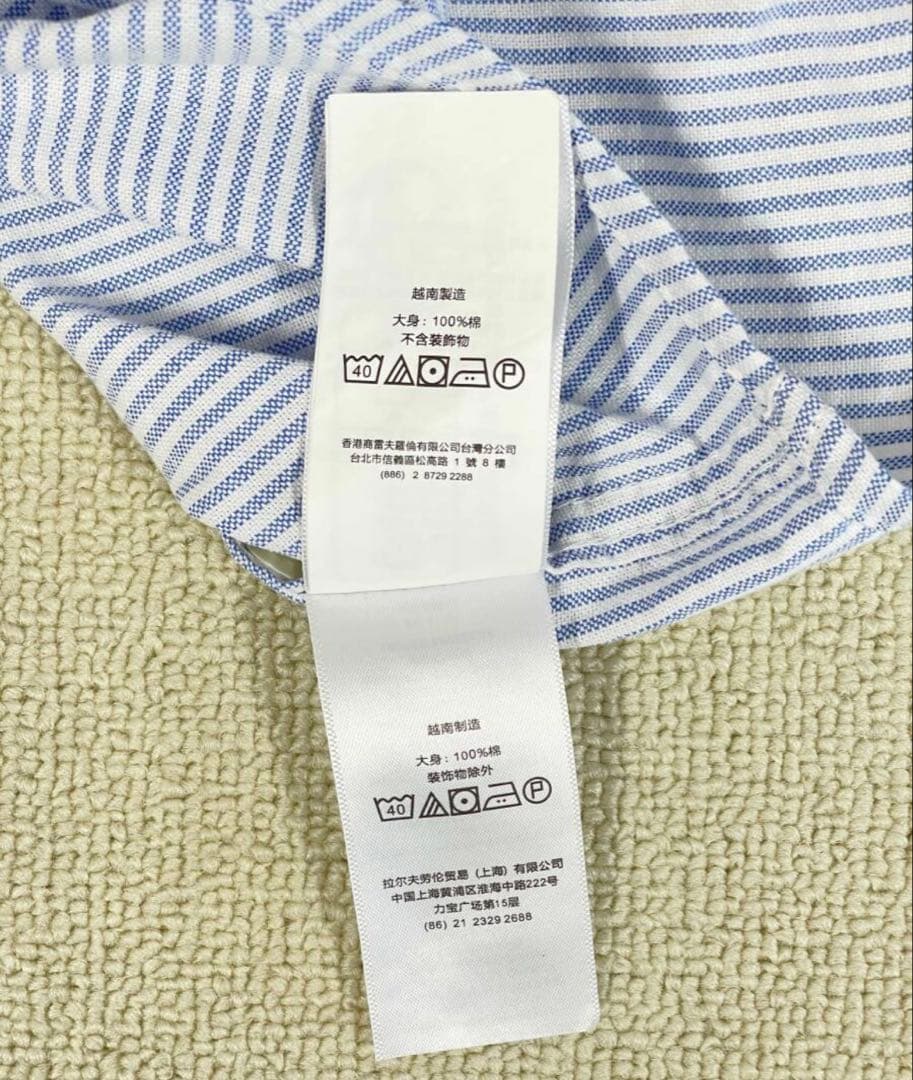 越南製造
大身: 100%棉
不含裝飾物
40 P
香港商雷夫羅倫有限公司台灣分公司
台北市信義區松高路 1 號 8 樓
(886) 2 8729 2288
越南制造
大身: 100%棉
装饰物除外
40 P
拉尔夫劳伦贸易 (上海) 有限公司
中国上海黄浦区淮海中路222号
力宝广场第15层
(86) 21 2329 2688